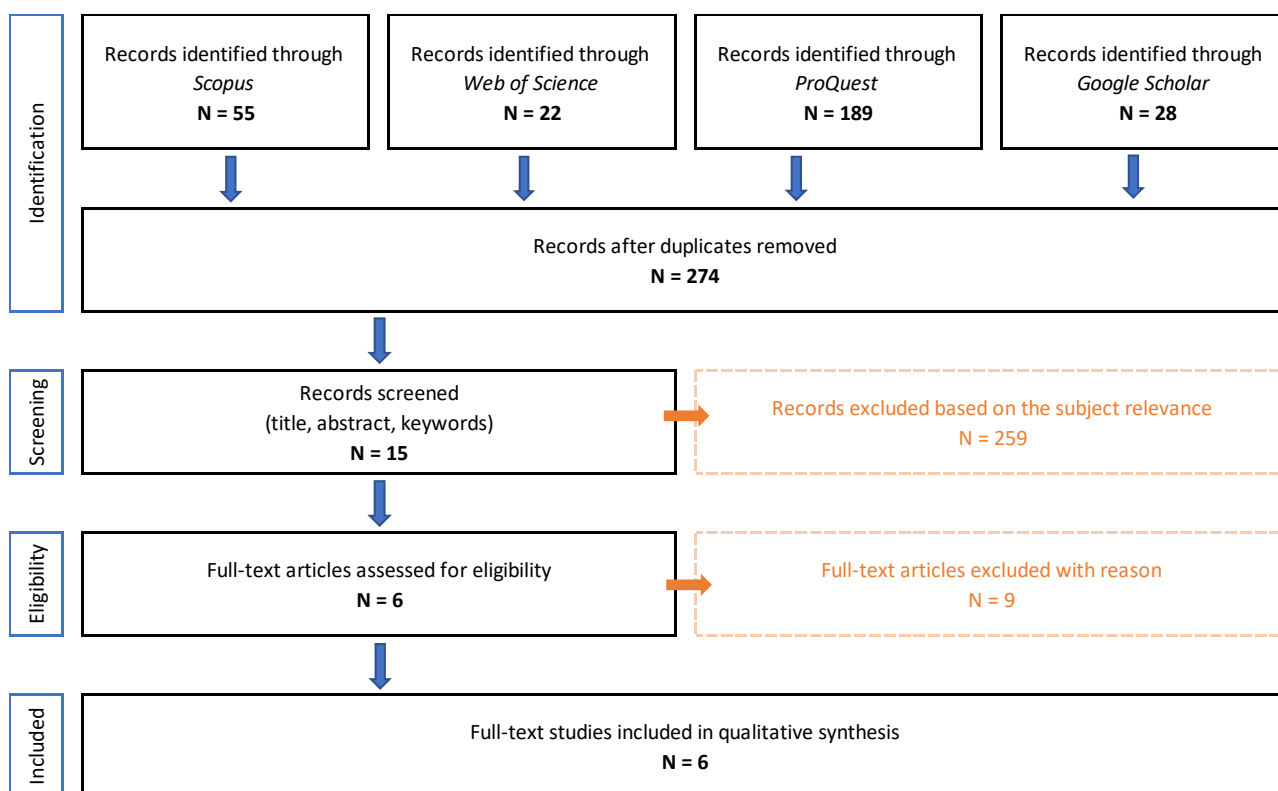 Identification
Records identified through
Scopus
N = 55
Records identified through
Web of Science
N = 22
Records identified through
ProQuest
N = 189
Records identified through
Google Scholar
N = 28
Records after duplicates removed
N = 274
Screening
Records screened
(title, abstract, keywords)
N = 15
Records excluded based on the subject relevance
N = 259
Eligibility
Full-text articles assessed for eligibility
N = 6
Full-text articles excluded with reason
N = 9
Included
Full-text studies included in qualitative synthesis
N = 6